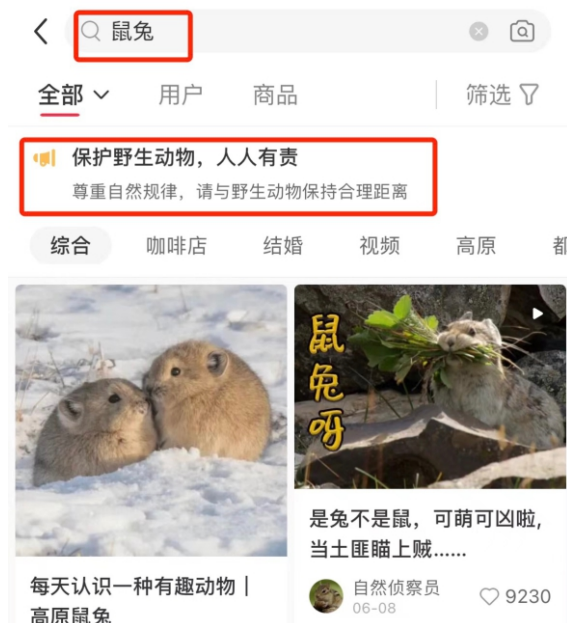 鼠兔
全部
用户
商品
筛选
保护野生动物，人人有责
尊重自然规律，请与野生动物保持合理距离
综合
咖啡店
结婚
视频
高原
都
鼠兔呀
每天认识一种有趣动物｜
高原鼠兔
是兔不是鼠，可萌可凶啦，
当土匪瞄上贼……
自然侦察员
06-08
9230